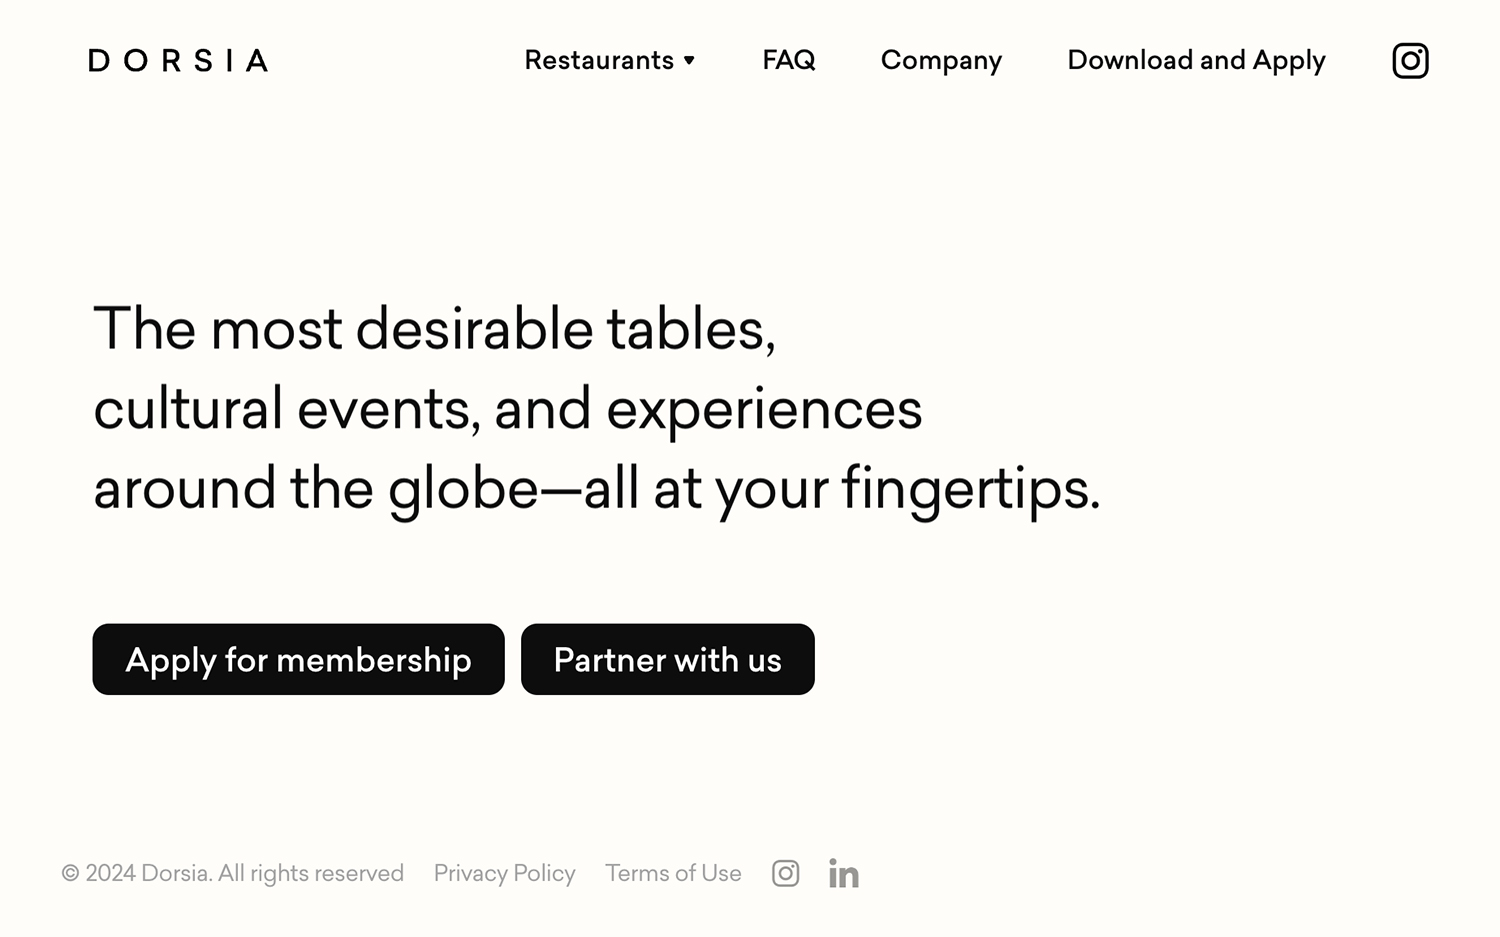 DORSIA
Restaurants ▾ FAQ Company Download and Apply
The most desirable tables,
cultural events, and experiences
around the globe—all at your fingertips.
Apply for membership Partner with us
© 2024 Dorsia. All rights reserved Privacy Policy Terms of Use in